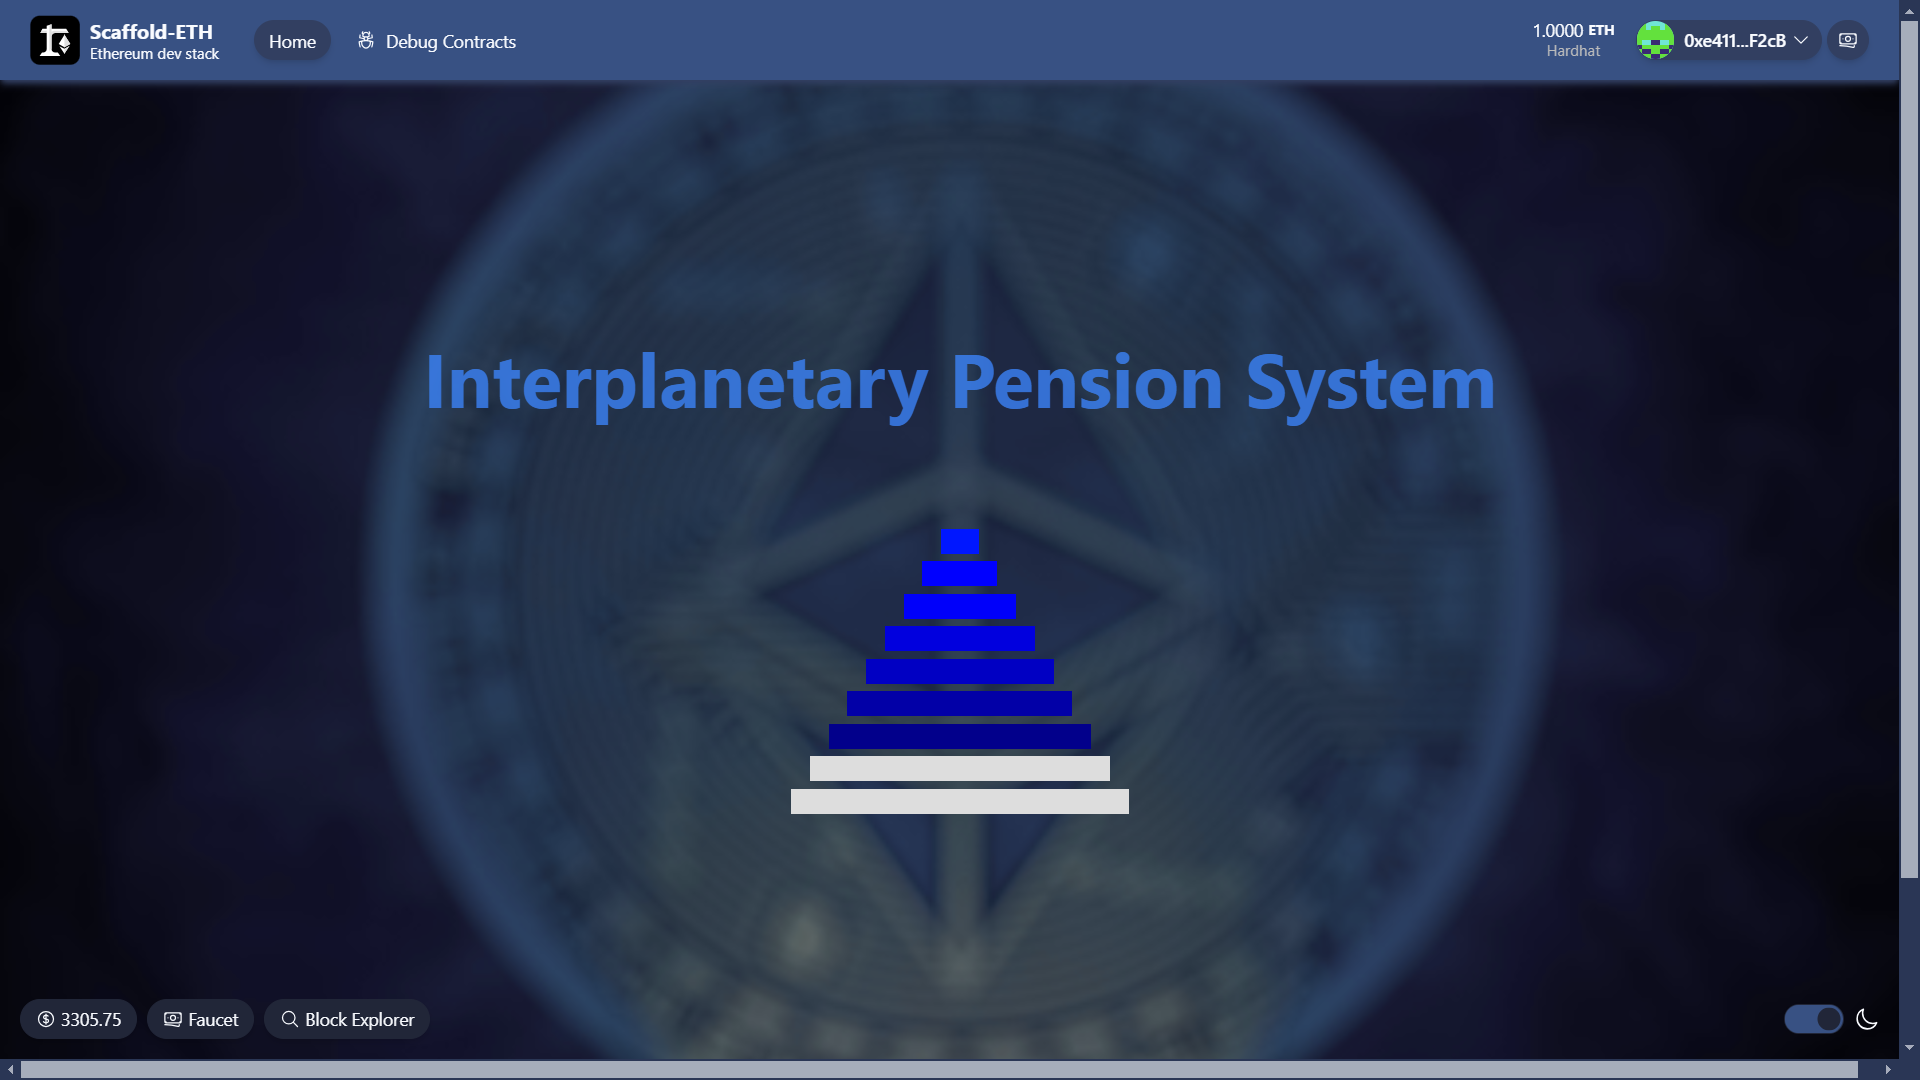 Scaffold-ETH
Ethereum dev stack
Home
Debug Contracts
1.0000 ETH
Hardhat
0xe411...F2cB
Interplanetary Pension System
3305.75
Faucet
Block Explorer